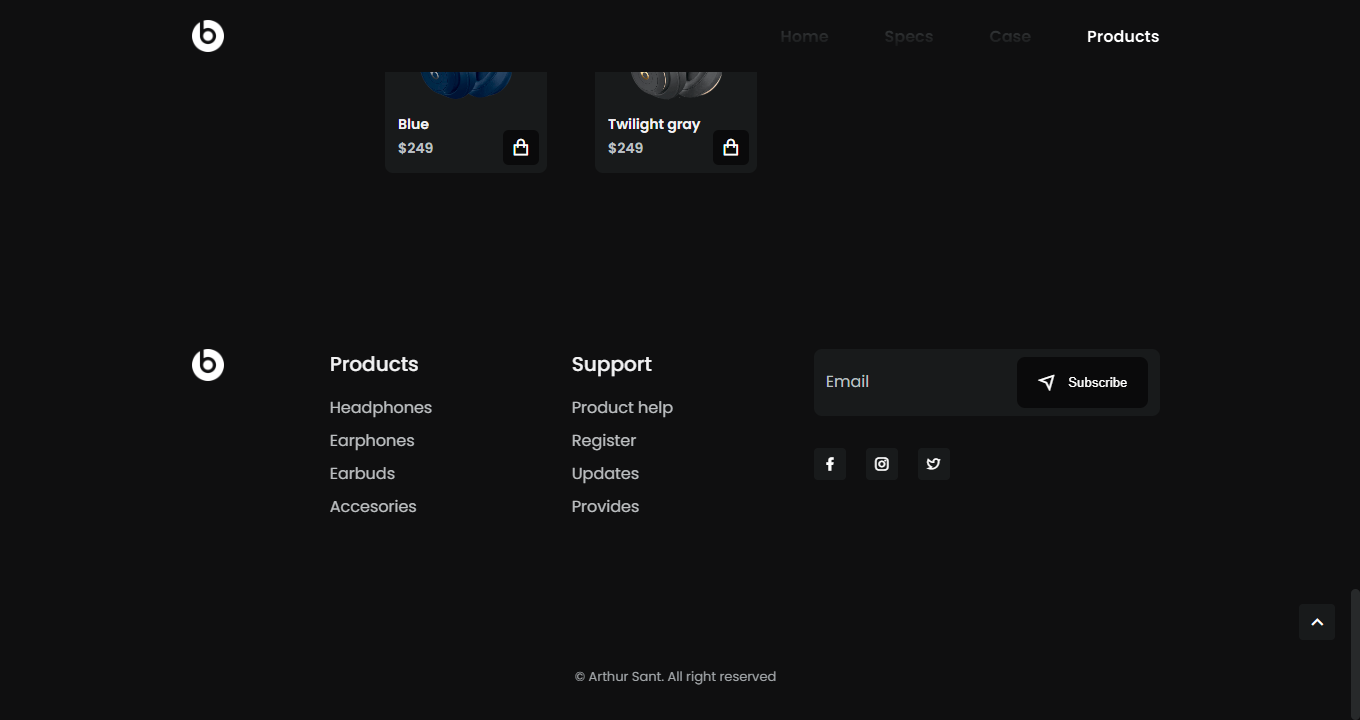 Home Specs Case Products
Blue
$249
Twilight gray
$249
Products
Headphones
Earphones
Earbuds
Accesories
Support
Product help
Register
Updates
Provides
Email
Subscribe
© Arthur Sant. All right reserved